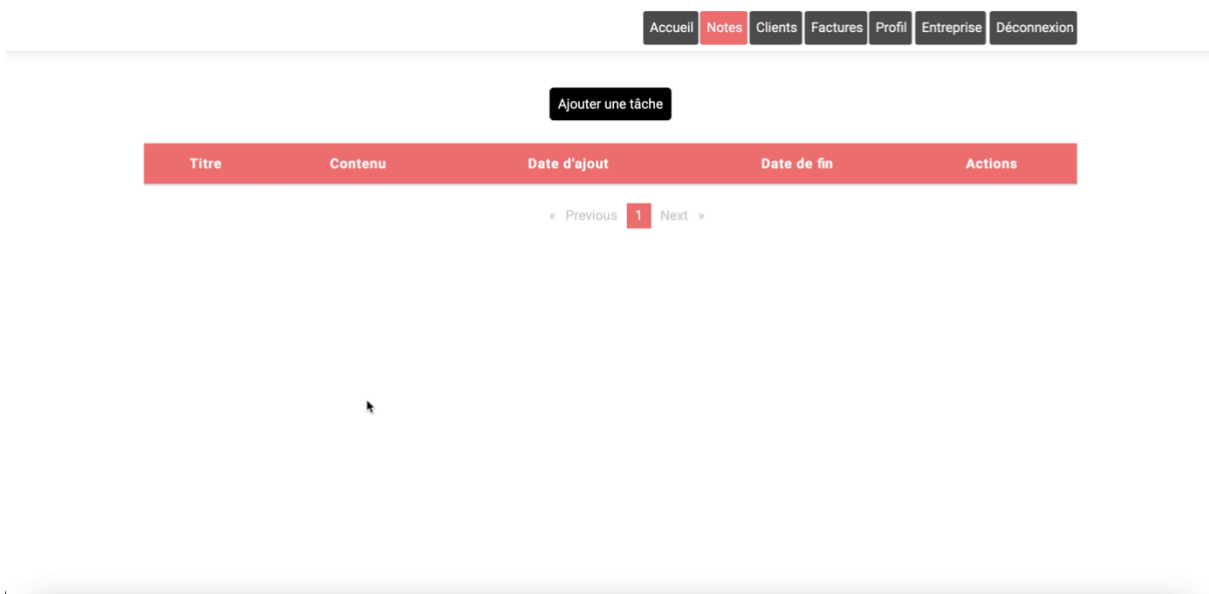 Accueil Notes Clients Factures Profil Entreprise Déconnexion
Ajouter une tâche
Titre Contenu Date d'ajout Date de fin Actions
« Previous 1 Next »